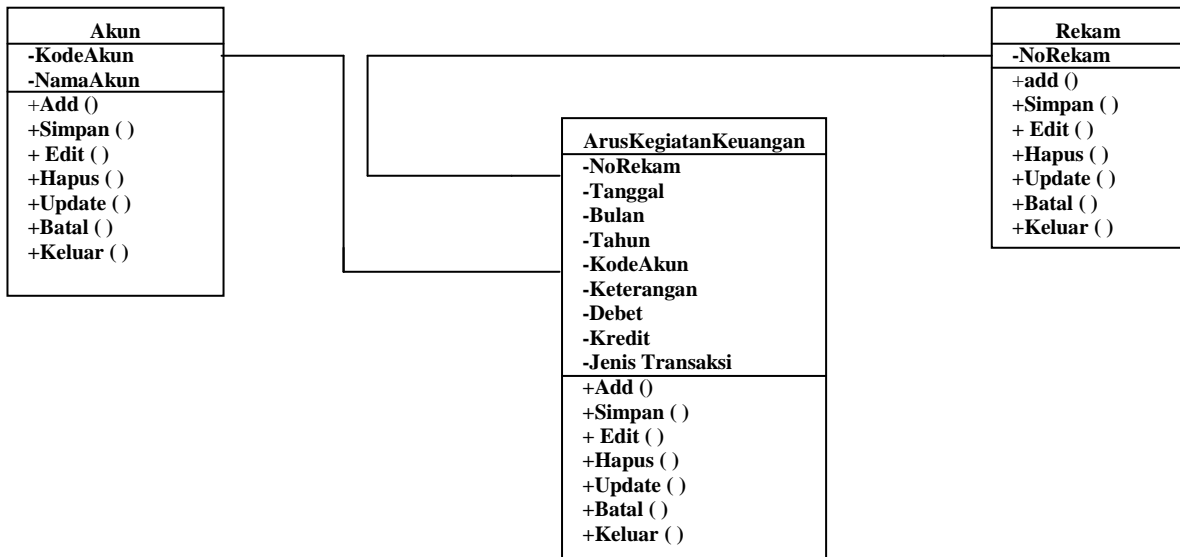 Akun
-KodeAkun
-NamaAkun
+Add ()
+Simpan ( )
+ Edit ( )
+Hapus ( )
+Update ( )
+Batal ( )
+Keluar ( )
ArusKegiatanKeuangan
-NoRekam
-Tanggal
-Bulan
-Tahun
-KodeAkun
-Keterangan
-Debet
-Kredit
-Jenis Transaksi
+Add ()
+Simpan ( )
+ Edit ( )
+Hapus ( )
+Update ( )
+Batal ( )
+Keluar ( )
Rekam
-NoRekam
+add ()
+Simpan ( )
+ Edit ( )
+Hapus ( )
+Update ( )
+Batal ( )
+Keluar ( )